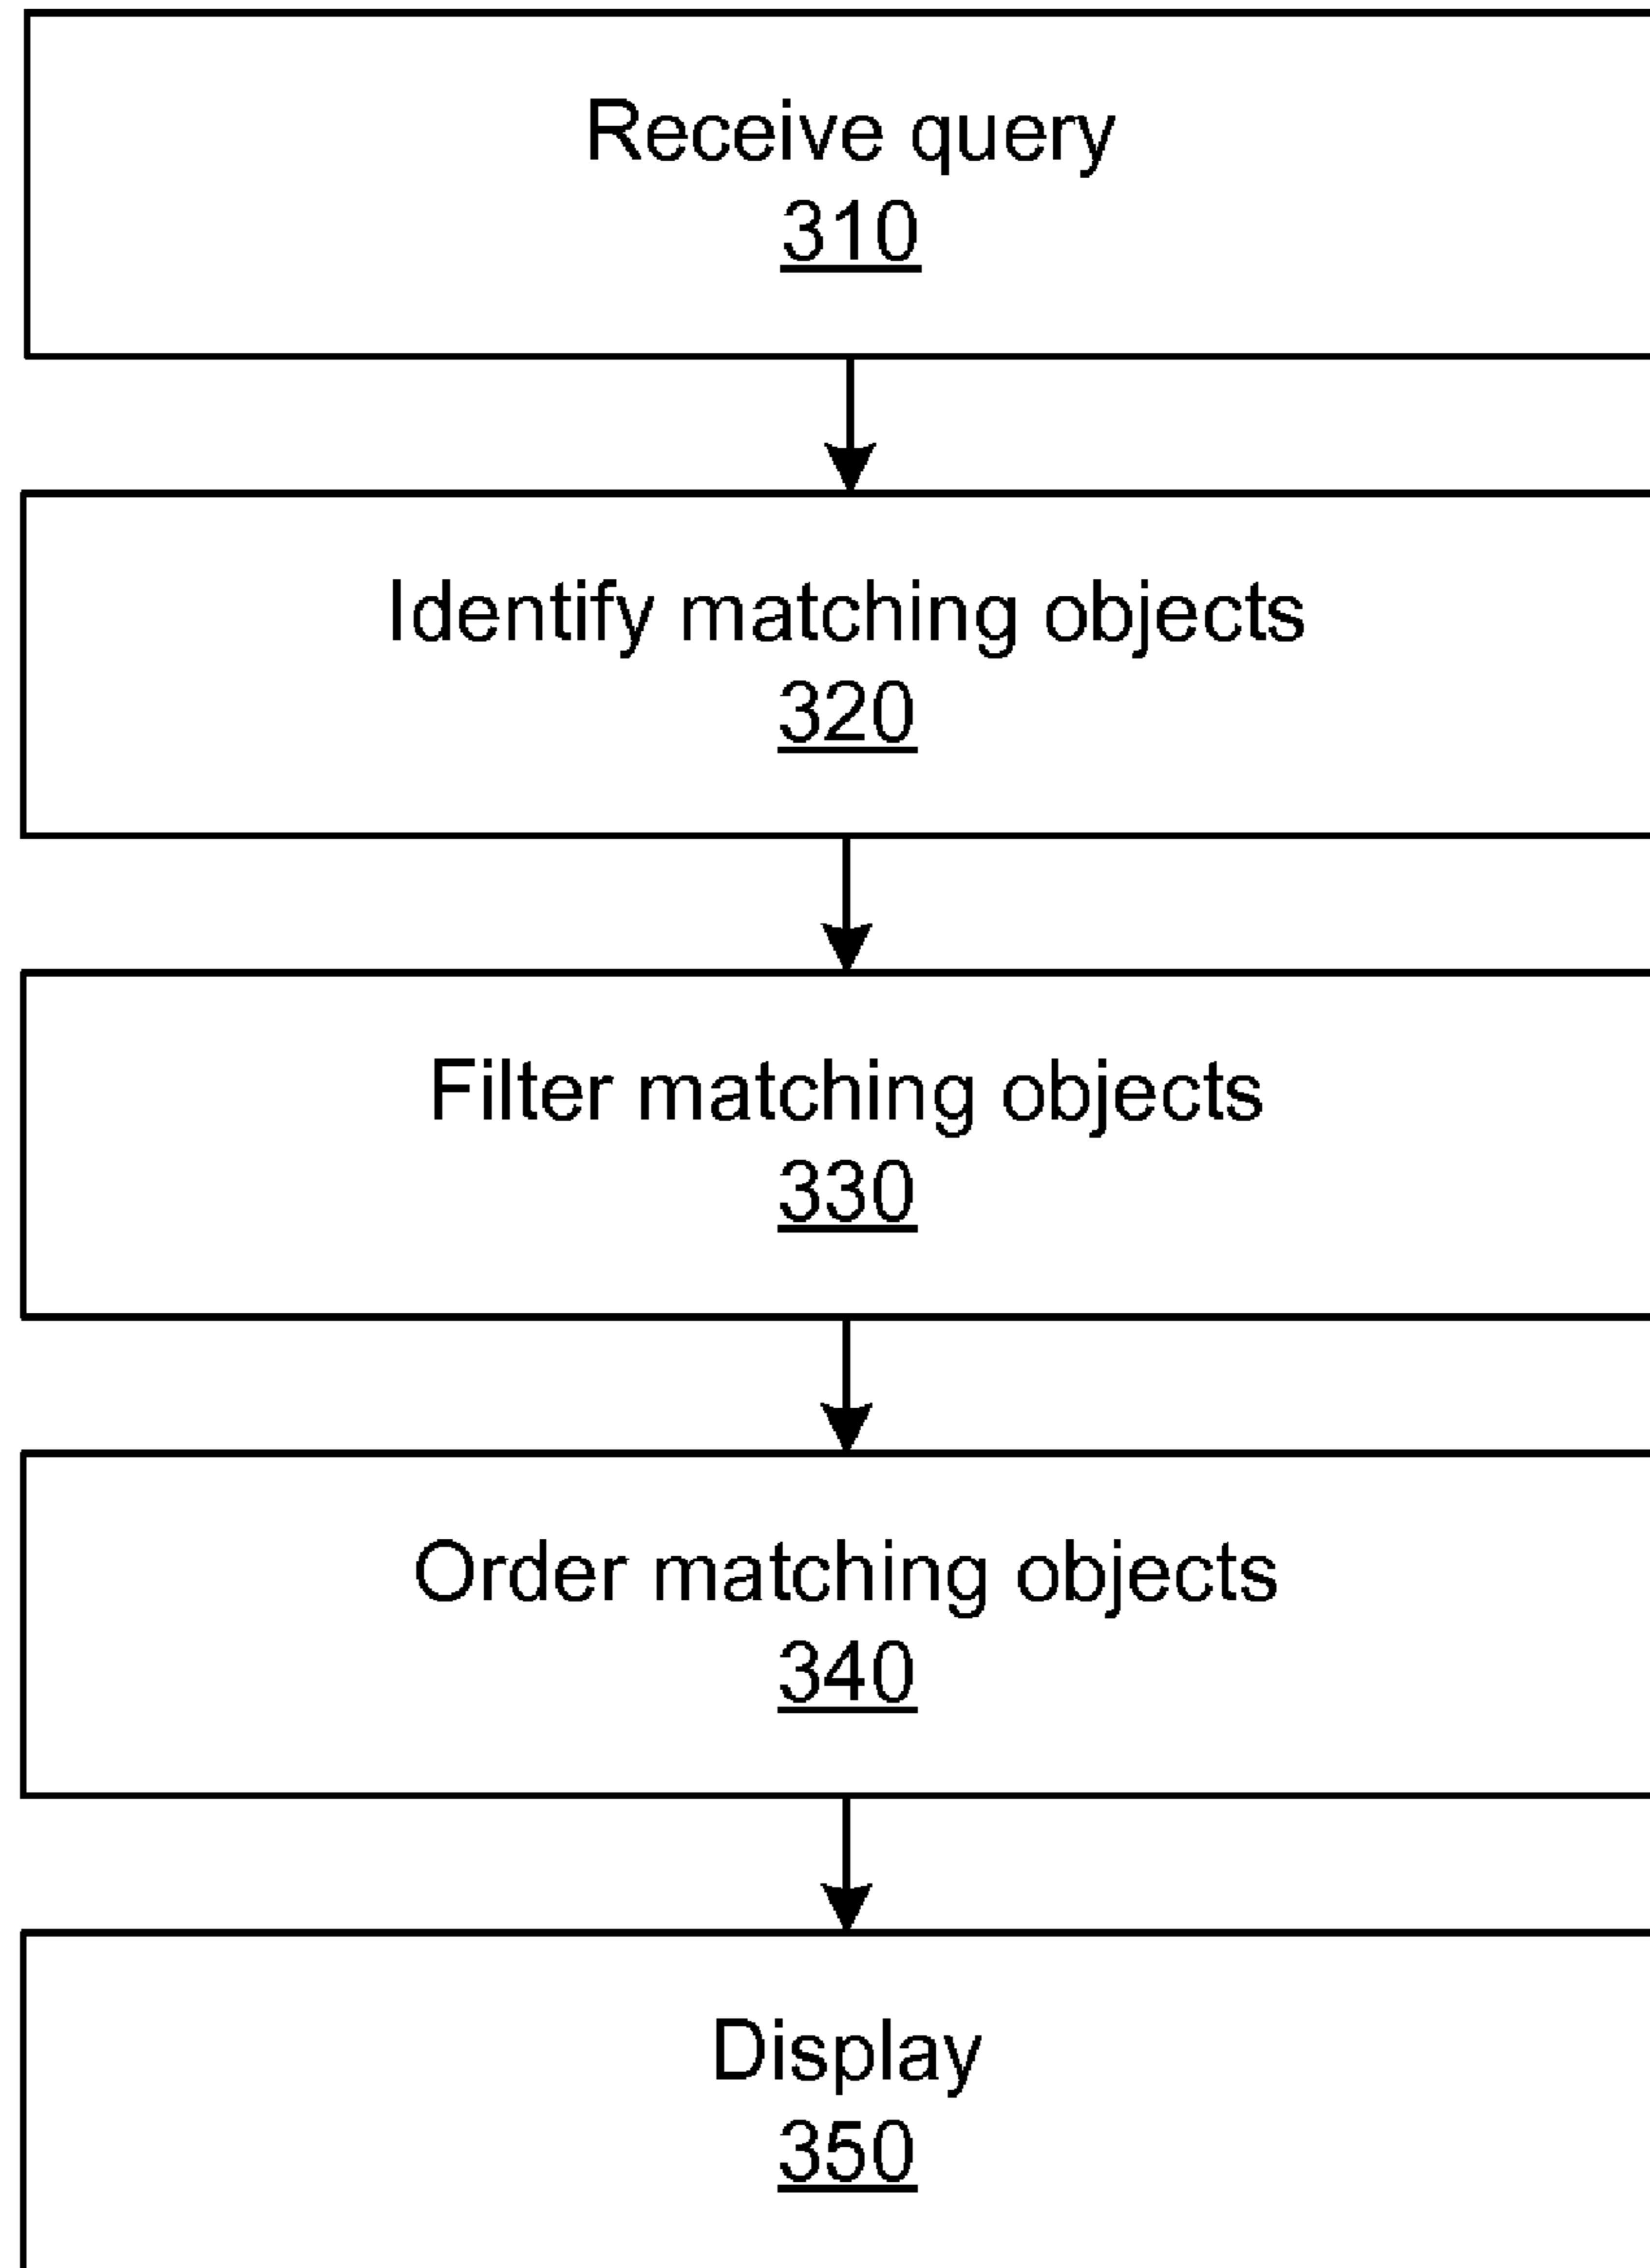 Receive query
310
Identify matching objects
320
Filter matching objects
330
Order matching objects
340
Display
350